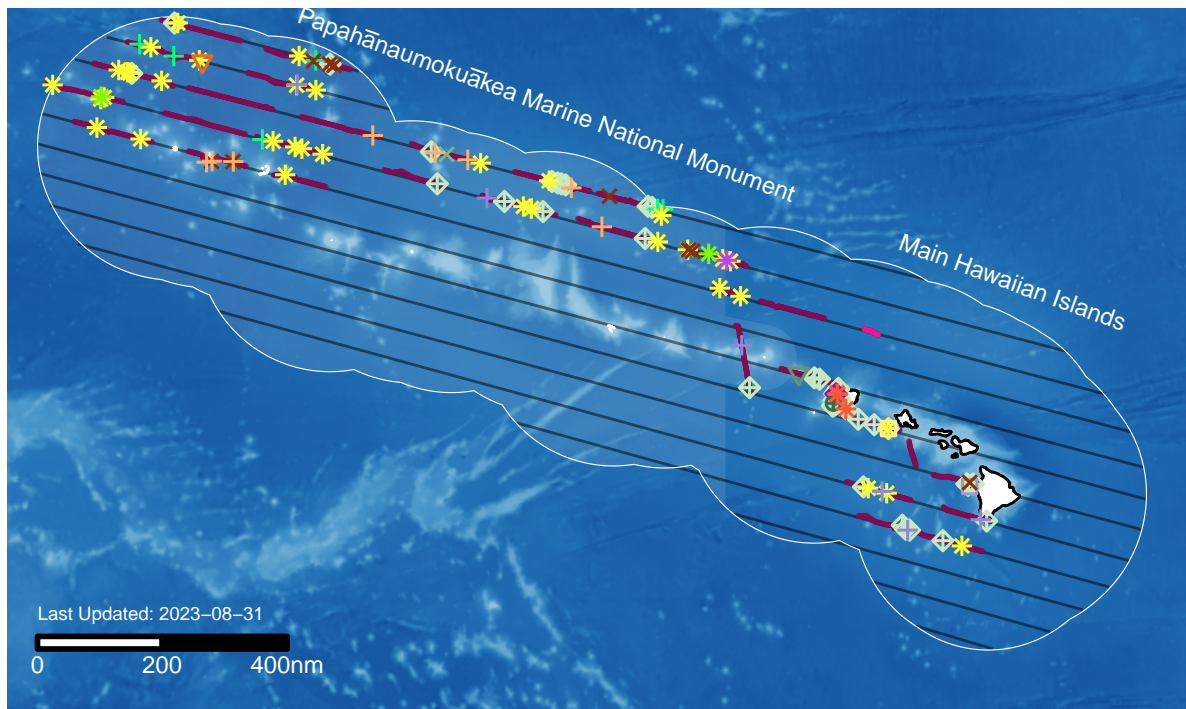 Papahānaumokuākea Marine National Monument
Main Hawaiian Islands
Last Updated: 2023–08–31
0 200 400nm